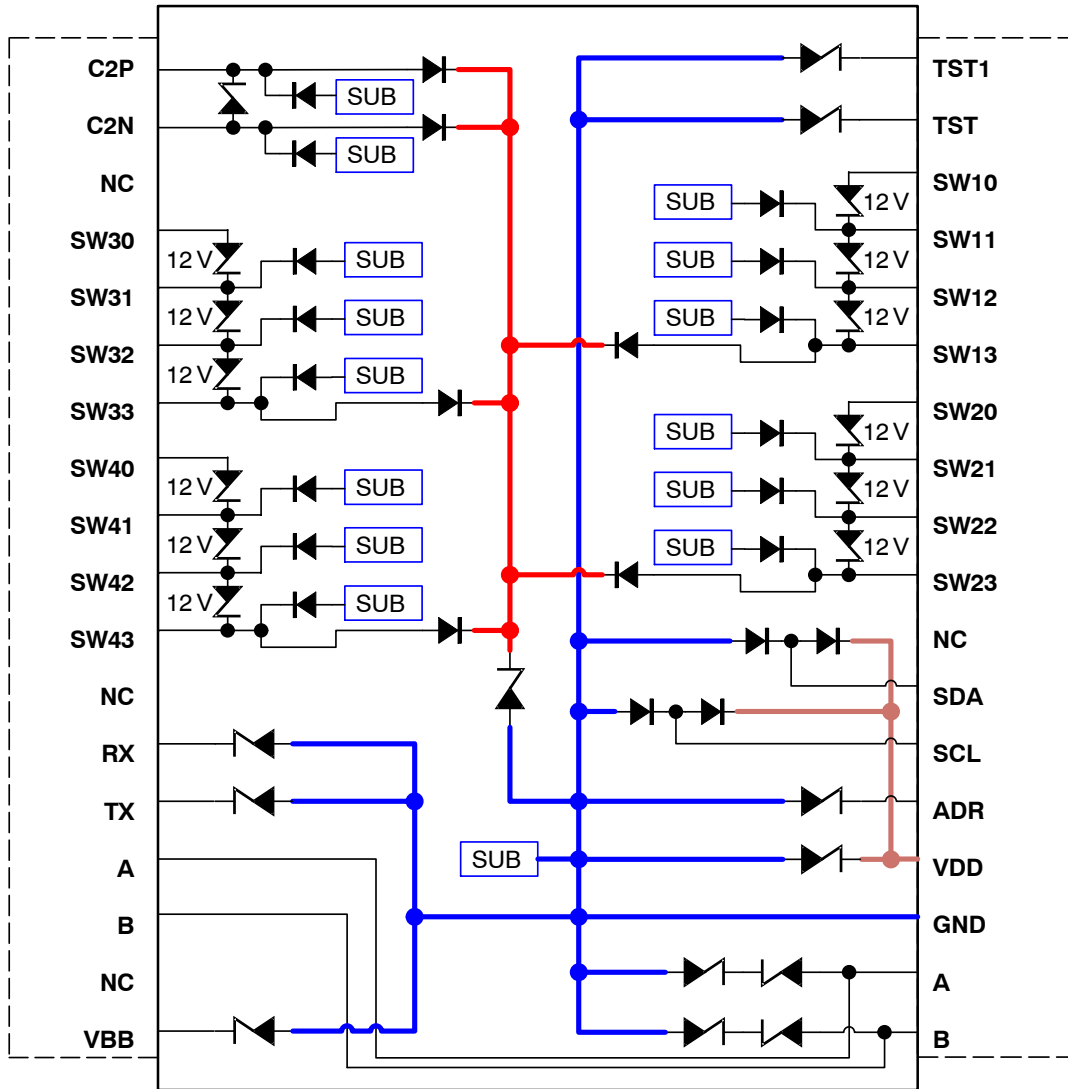 C2P
SUB
C2N
SUB
NC
SW30
12 V
SUB
SW31
12 V
SUB
SW32
12 V
SUB
SW33
SW40
12 V
SUB
SW41
12 V
SUB
SW42
12 V
SUB
SW43
NC
RX
TX
A
B
NC
VBB
SUB
TST1
TST
SW10
SUB
12 V
SW11
SUB
12 V
SW12
SUB
12 V
SW13
SW20
SUB
12 V
SW21
SUB
12 V
SW22
SUB
12 V
SW23
NC
SDA
SCL
ADR
VDD
GND
A
B